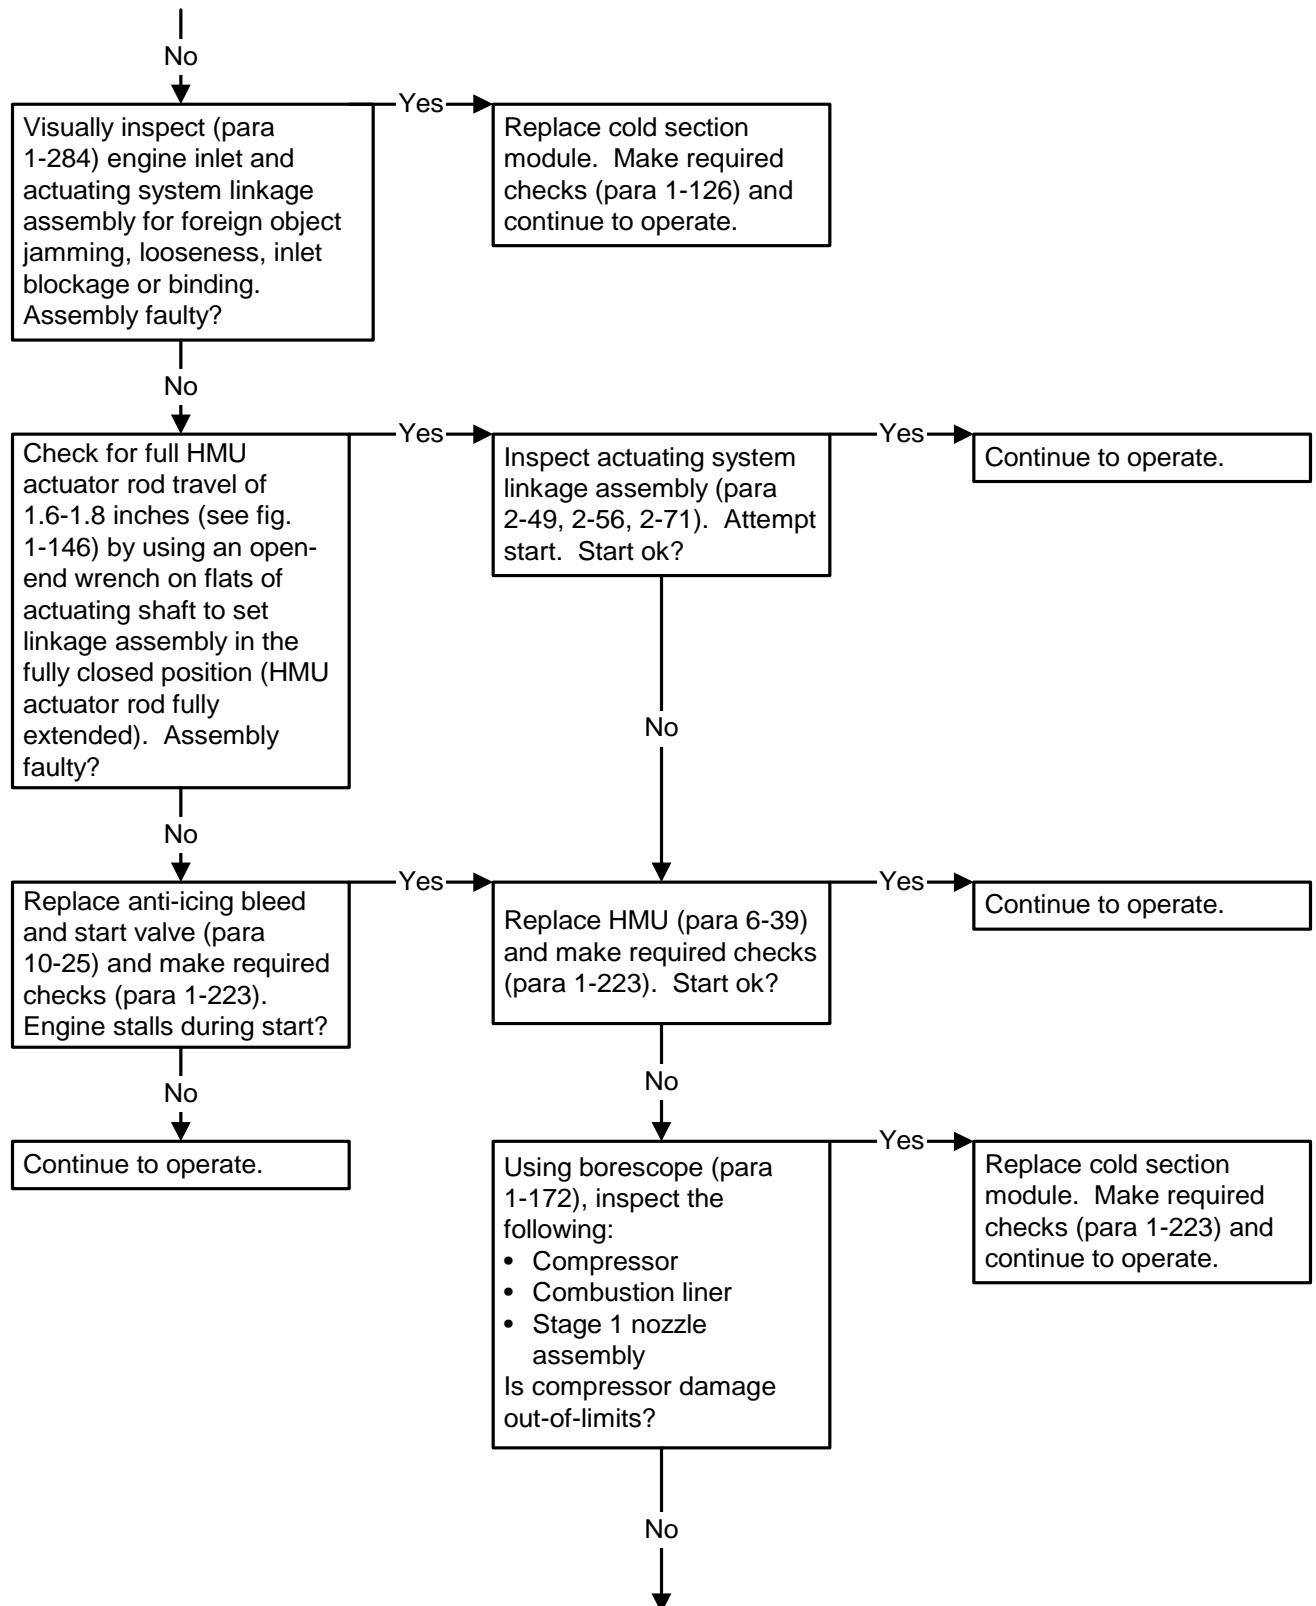 No
Visually inspect (para
1-284) engine inlet and
actuating system linkage
assembly for foreign object
jamming, looseness, inlet
blockage or binding.
Assembly faulty?
Yes
Replace cold section
module.  Make required
checks (para 1-126) and
continue to operate.
No
Check for full HMU
actuator rod travel of
1.6-1.8 inches (see fig.
1-146) by using an open-
end wrench on flats of
actuating shaft to set
linkage assembly in the
fully closed position (HMU
actuator rod fully
extended).  Assembly
faulty?
Yes
Inspect actuating system
linkage assembly (para
2-49, 2-56, 2-71).  Attempt
start.  Start ok?
Yes
Continue to operate.
No
No
Replace anti-icing bleed
and start valve (para
10-25) and make required
checks (para 1-223).
Engine stalls during start?
Yes
Replace HMU (para 6-39)
and make required checks
(para 1-223).  Start ok?
Yes
Continue to operate.
No
Continue to operate.
No
Using borescope (para
1-172), inspect the
following:
• Compressor
• Combustion liner
• Stage 1 nozzle
assembly
Is compressor damage
out-of-limits?
Yes
Replace cold section
module.  Make required
checks (para 1-223) and
continue to operate.
No